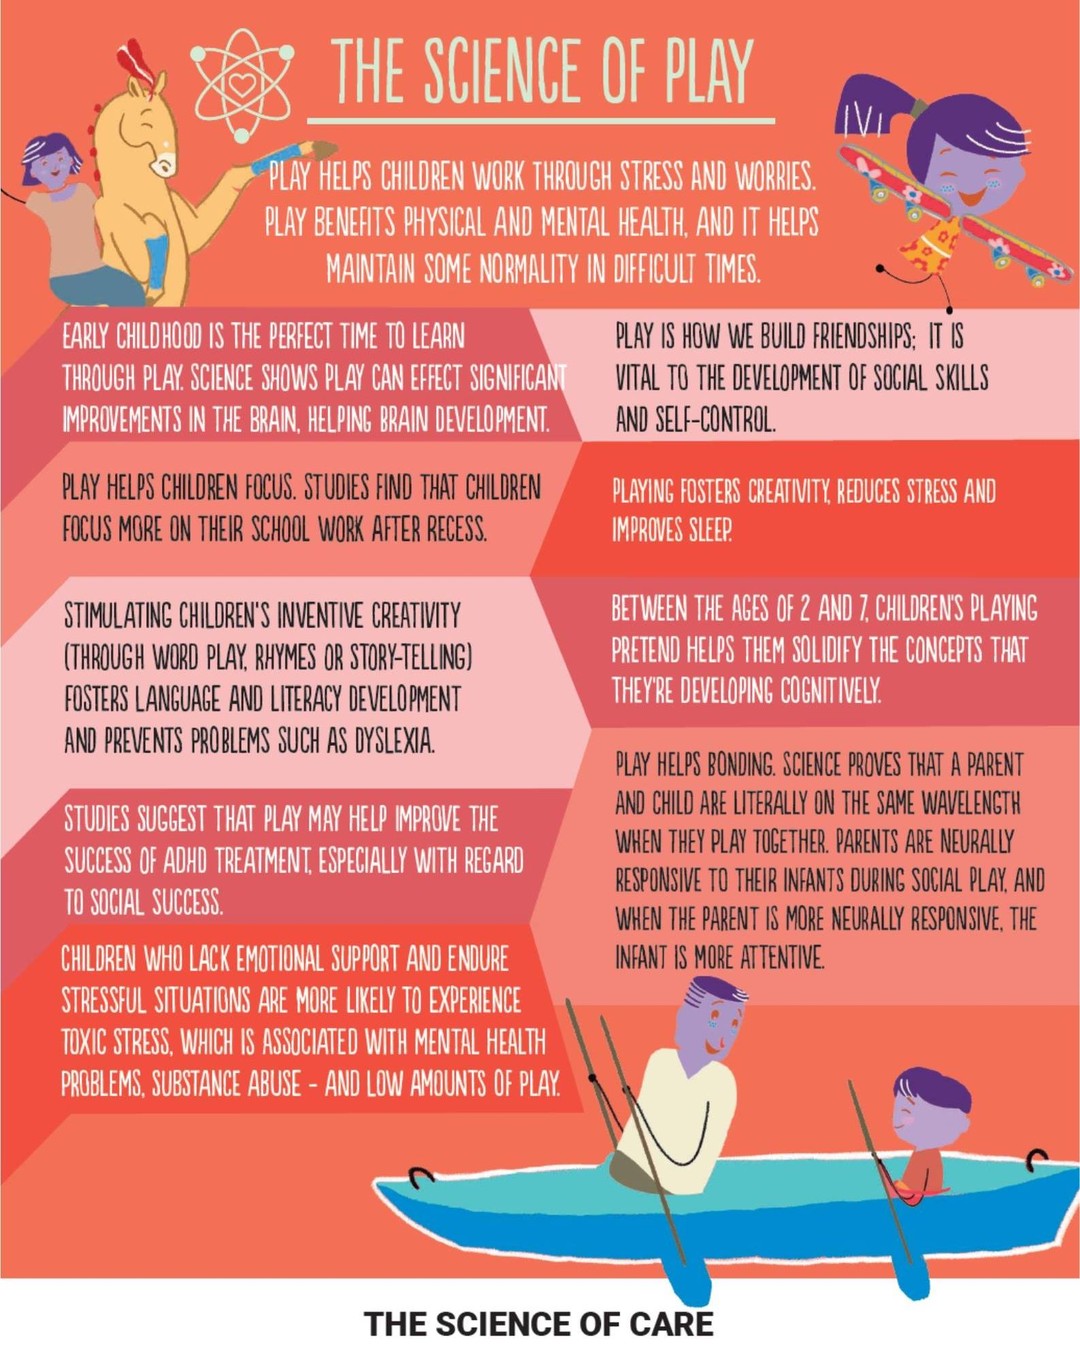 THE SCIENCE OF PLAY
PLAY HELPS CHILDREN WORK THROUGH STRESS AND WORRIES.
PLAY BENEFITS PHYSICAL AND MENTAL HEALTH, AND IT HELPS
MAINTAIN SOME NORMALITY IN DIFFICULT TIMES.
EARLY CHILDHOOD IS THE PERFECT TIME TO LEARN
THROUGH PLAY. SCIENCE SHOWS PLAY CAN EFFECT SIGNIFICANT
IMPROVEMENTS IN THE BRAIN, HELPING BRAIN DEVELOPMENT.
PLAY IS HOW WE BUILD FRIENDSHIPS; IT IS
VITAL TO THE DEVELOPMENT OF SOCIAL SKILLS
AND SELF-CONTROL.
PLAY HELPS CHILDREN FOCUS. STUDIES FIND THAT CHILDREN
FOCUS MORE ON THEIR SCHOOL WORK AFTER RECESS.
PLAYING FOSTERS CREATIVITY, REDUCES STRESS AND
IMPROVES SLEEP.
STIMULATING CHILDREN'S INVENTIVE CREATIVITY
(THROUGH WORD PLAY, RHYMES OR STORY-TELLING)
FOSTERS LANGUAGE AND LITERACY DEVELOPMENT
AND PREVENTS PROBLEMS SUCH AS DYSLEXIA.
BETWEEN THE AGES OF 2 AND 7, CHILDREN'S PLAYING
PRETEND HELPS THEM SOLIDIFY THE CONCEPTS THAT
THEY'RE DEVELOPING COGNITIVELY.
STUDIES SUGGEST THAT PLAY MAY HELP IMPROVE THE
SUCCESS OF ADHD TREATMENT, ESPECIALLY WITH REGARD
TO SOCIAL SUCCESS.
PLAY HELPS BONDING. SCIENCE PROVES THAT A PARENT
AND CHILD ARE LITERALLY ON THE SAME WAVELENGTH
WHEN THEY PLAY TOGETHER. PARENTS ARE NEURALLY
RESPONSIVE TO THEIR INFANTS DURING SOCIAL PLAY, AND
WHEN THE PARENT IS MORE NEURALLY RESPONSIVE, THE
INFANT IS MORE ATTENTIVE.
CHILDREN WHO LACK EMOTIONAL SUPPORT AND ENDURE
STRESSFUL SITUATIONS ARE MORE LIKELY TO EXPERIENCE
TOXIC STRESS, WHICH IS ASSOCIATED WITH MENTAL HEALTH
PROBLEMS, SUBSTANCE ABUSE - AND LOW AMOUNTS OF PLAY.
THE SCIENCE OF CARE